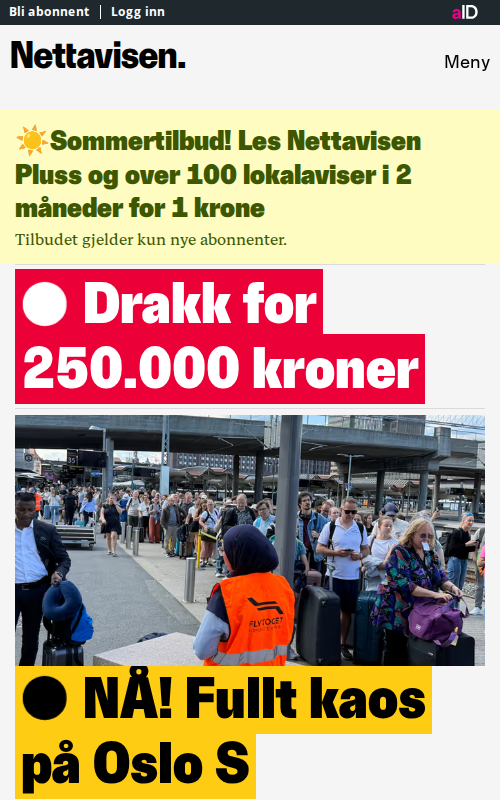 Bli abonnent | Logg inn
aID
Nettavisen.
Meny
☀️Sommertilbud! Les Nettavisen
Pluss og over 100 lokalaviser i 2
måneder for 1 krone
Tilbudet gjelder kun nye abonnenter.
Drakk for
250.000 kroner
FLYTOGET
NÅ! Fullt kaos
på Oslo S